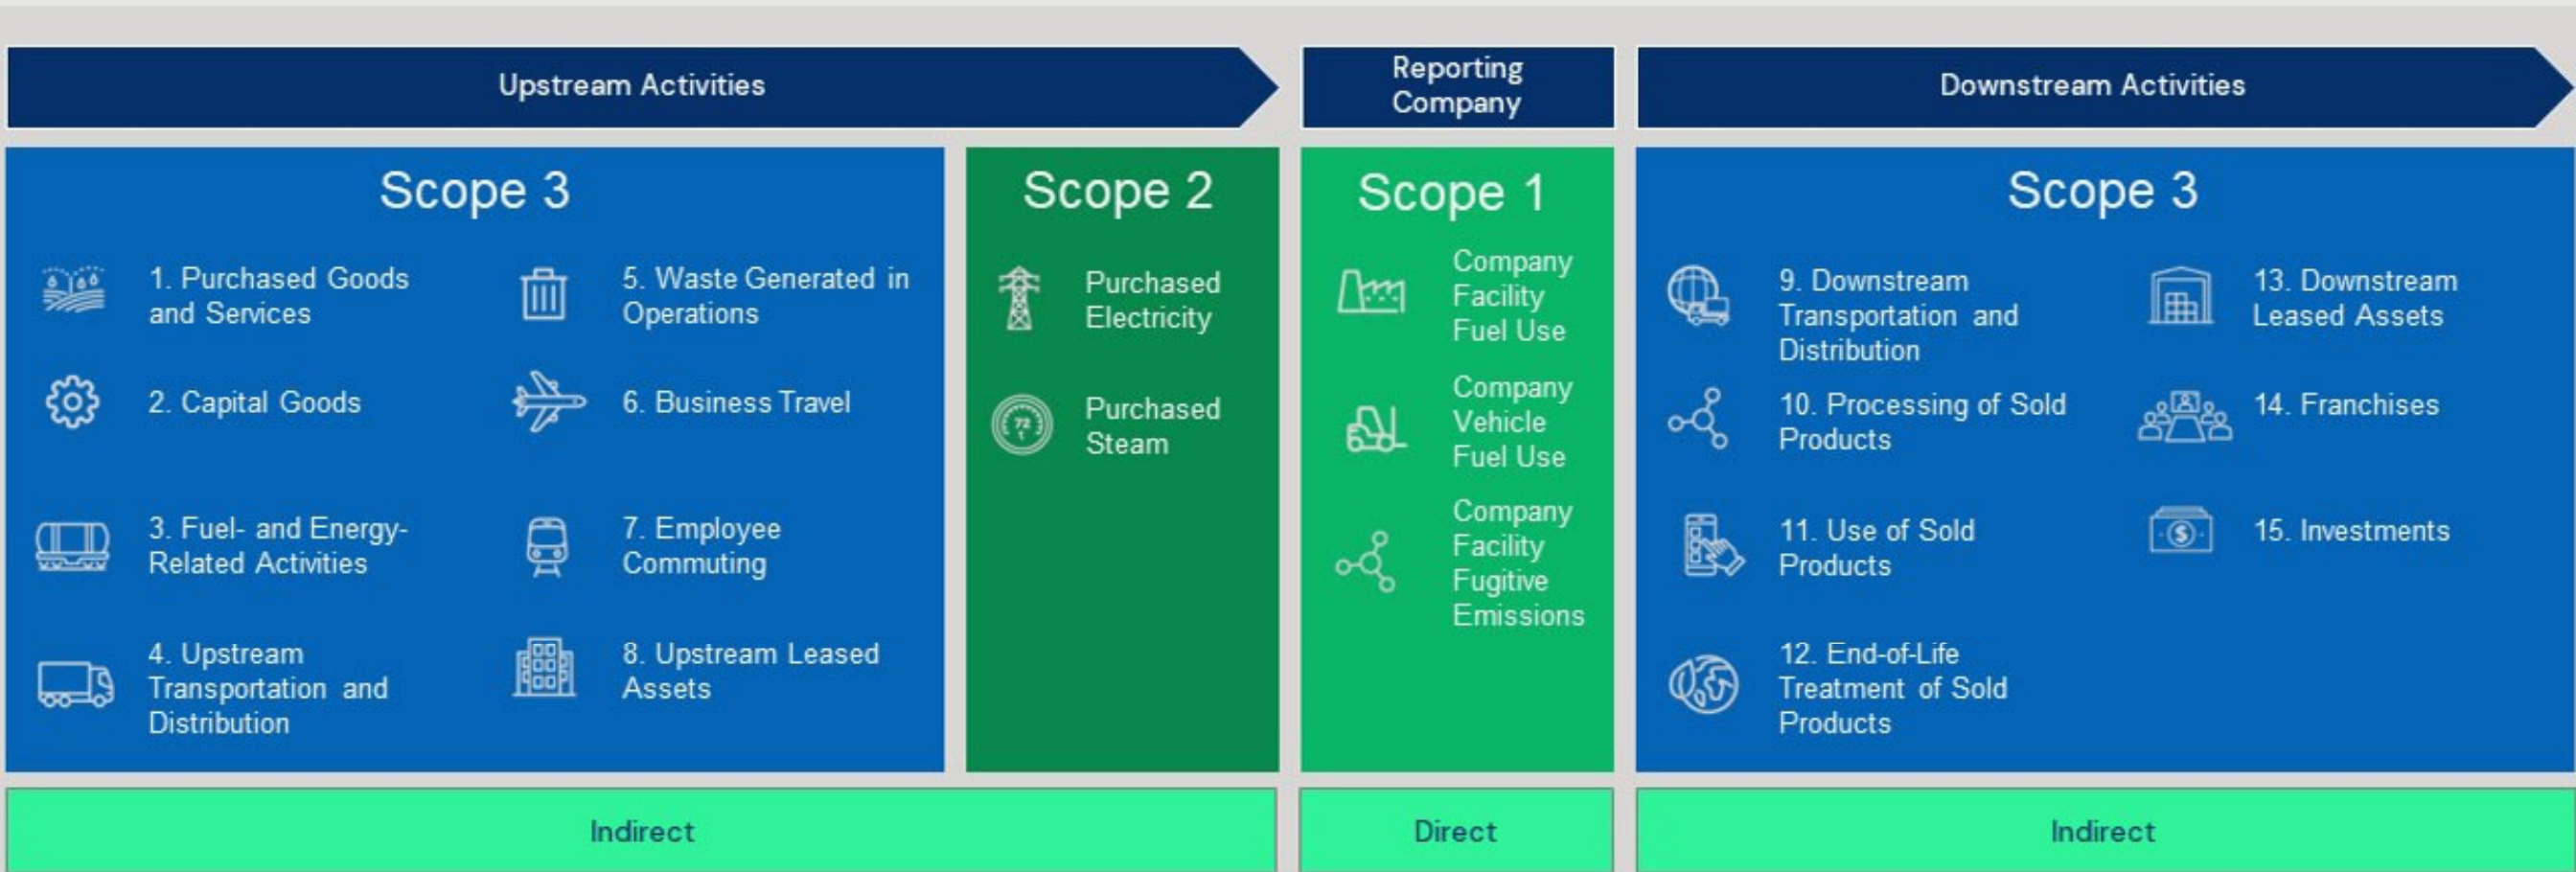 Upstream Activities
Reporting
Company
Downstream Activities
Scope 3
1. Purchased Goods
and Services
2. Capital Goods
3. Fuel- and Energy-
Related Activities
4. Upstream
Transportation and
Distribution
5. Waste Generated in
Operations
6. Business Travel
7. Employee
Commuting
8. Upstream Leased
Assets
Scope 2
Purchased
Electricity
72
Purchased
Steam
Scope 1
Company
Facility
Fuel Use
Company
Vehicle
Fuel Use
Company
Facility
Fugitive
Emissions
Scope 3
9. Downstream
Transportation and
Distribution
10. Processing of Sold
Products
11. Use of Sold
Products
12. End-of-Life
Treatment of Sold
Products
13. Downstream
Leased Assets
14. Franchises
$
15. Investments
Indirect
Direct
Indirect